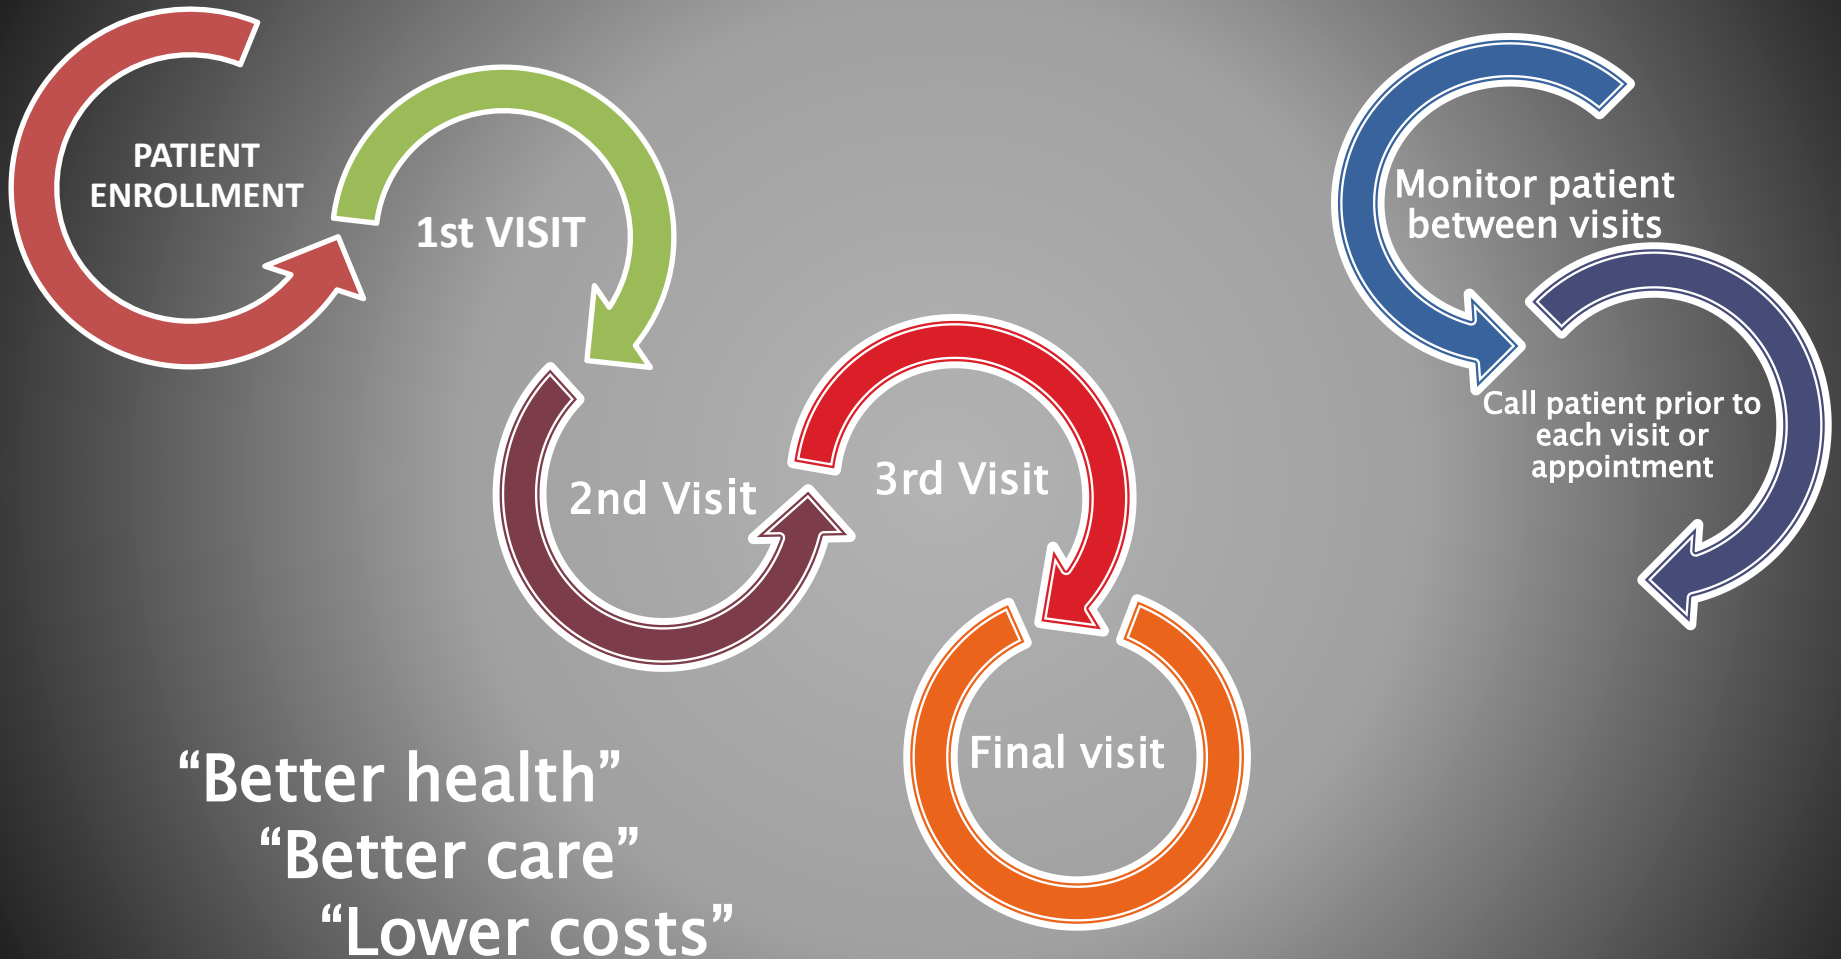 PATIENT
ENROLLMENT
1st VISIT
2nd Visit
3rd Visit
Final visit
Monitor patient
between visits
Call patient prior to
each visit or
appointment
“Better health”
“Better care”
“Lower costs”